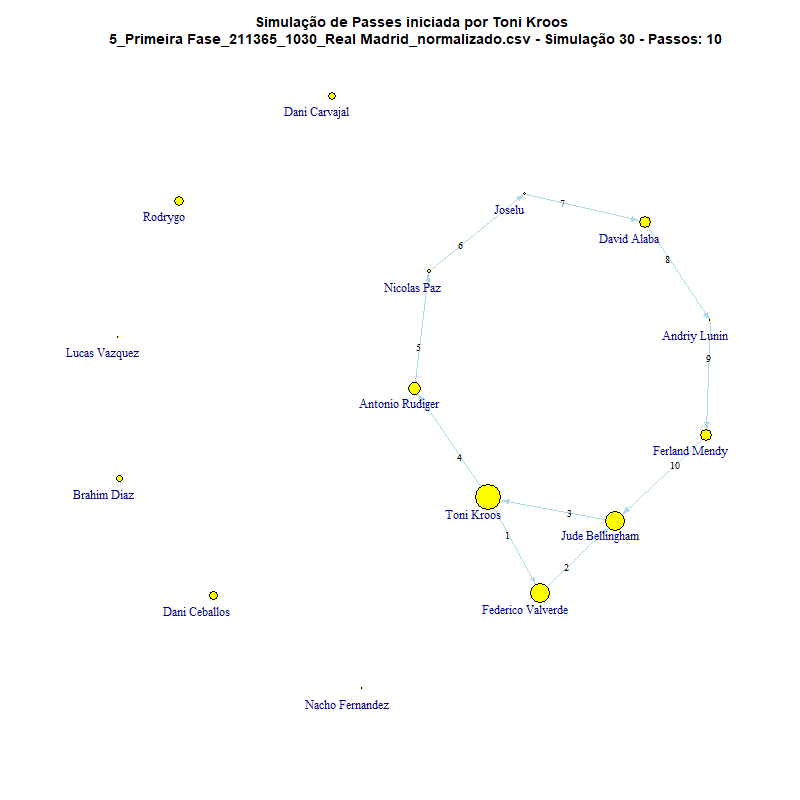 Simulação de Passes iniciada por Toni Kroos
5_Primeira Fase_211365_1030_Real Madrid_normalizado.csv - Simulação 30 - Passos: 10
Dani Carvajal
Rodrygo
Joselu
7
David Alaba
6
8
Nicolas Paz
Andriy Lunin
Lucas Vazquez
5
9
Antonio Rudiger
Ferland Mendy
4
10
Brahim Diaz
Toni Kroos
3
1
Jude Bellingham
2
Dani Ceballos
Federico Valverde
Nacho Fernandez